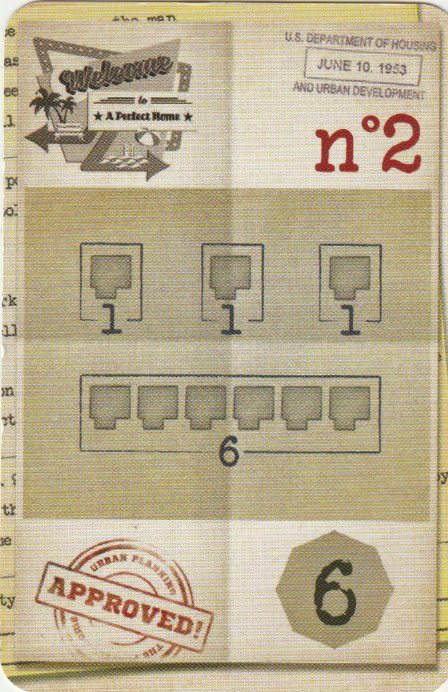 the map
Welcome
to
★ A Perfect Home ★
U.S. DEPARTMENT OF HOUSING
JUNE 10, 1953
AND URBAN DEVELOPMENT
n°2
1 1 1
6
URBAN PLANNING
APPROVED!
6